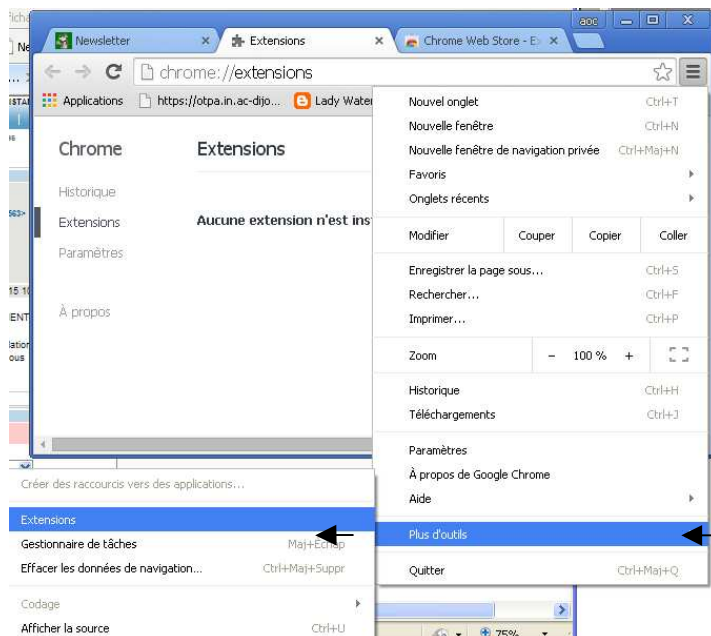 aoc
Newsletter
Extensions
Chrome Web Store - E
chrome://extensions
Applications
https://otpa.in.ac-dijo...
Lady Water
Chrome
Extensions
Historique
Extensions
Paramètres
À propos
Aucune extension n'est ins
Nouvel onglet Ctrl+T
Nouvelle fenêtre Ctrl+N
Nouvelle fenêtre de navigation privée Ctrl+Maj+N
Favoris
Onglets récents
Modifier Couper Copier Coller
Enregistrer la page sous... Ctrl+S
Rechercher... Ctrl+F
Imprimer... Ctrl+P
Zoom - 100 % +
Historique Ctrl+H
Téléchargements Ctrl+J
Paramètres
À propos de Google Chrome
Aide
Plus d'outils
Quitter Ctrl+Maj+Q
Créer des raccourcis vers des applications...
Extensions
Gestionnaire de tâches Maj+Échap
Effacer les données de navigation... Ctrl+Maj+Suppr
Codage
Afficher la source Ctrl+U
75%